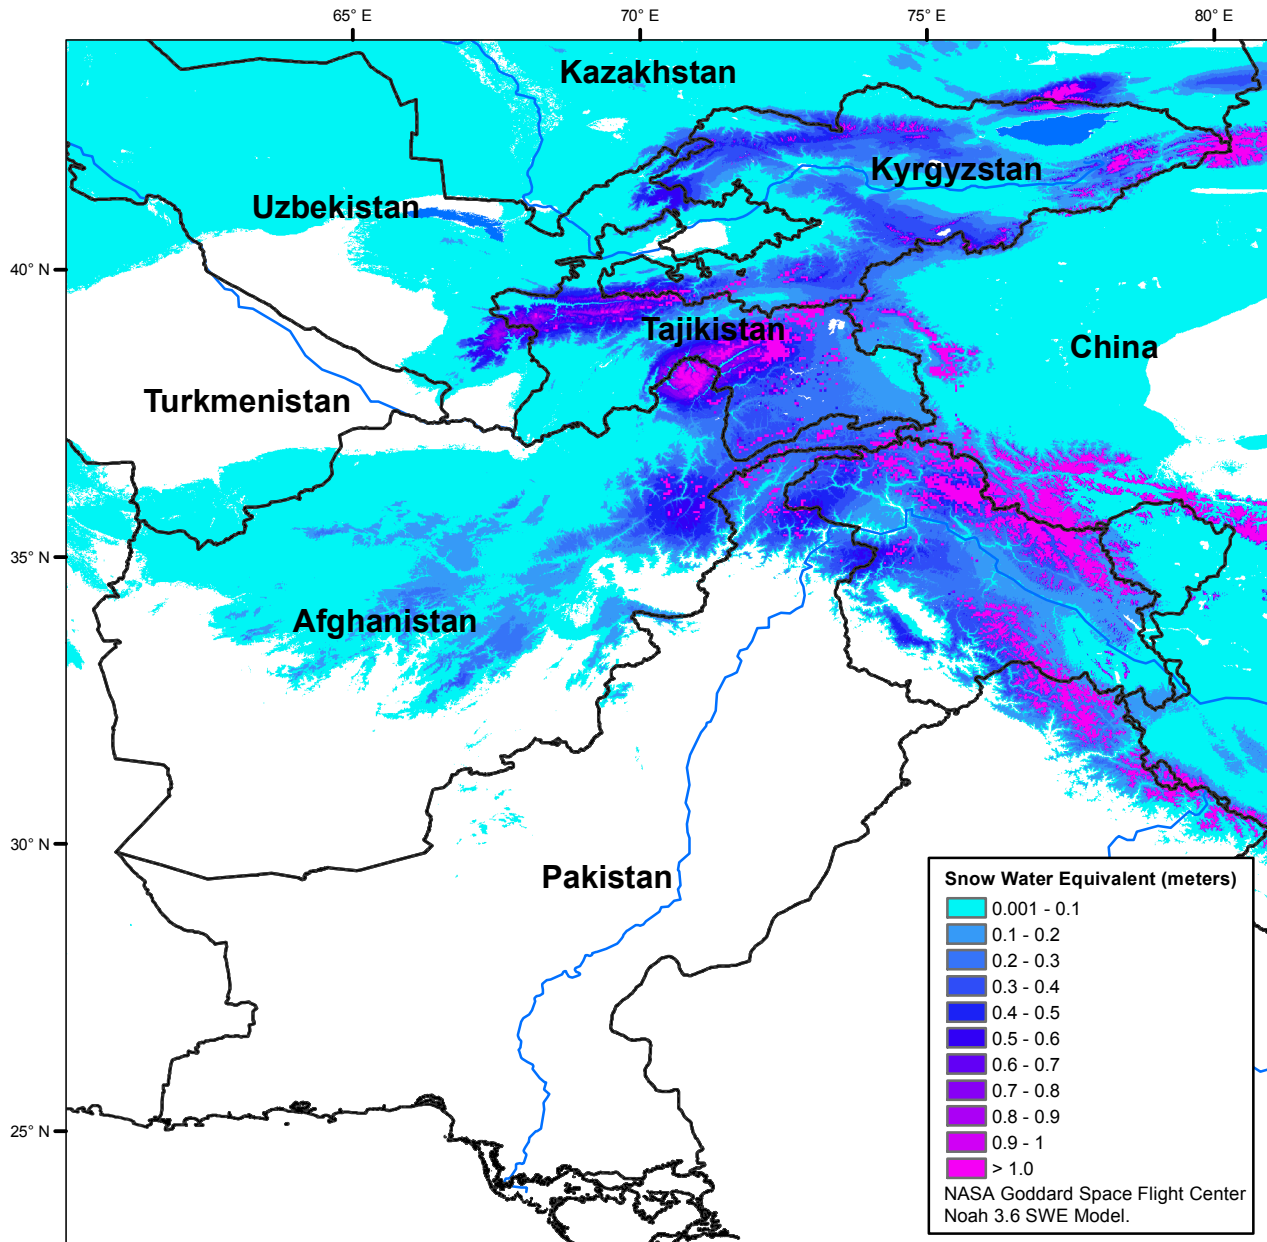 65° E
70° E
75° E
80° E
Kazakhstan
Kyrgyzstan
Uzbekistan
40° N
Tajikistan
China
Turkmenistan
35° N
Afghanistan
30° N
Pakistan
25° N
Snow Water Equivalent (meters)
0.001 - 0.1
0.1 - 0.2
0.2 - 0.3
0.3 - 0.4
0.4 - 0.5
0.5 - 0.6
0.6 - 0.7
0.7 - 0.8
0.8 - 0.9
0.9 - 1
> 1.0
NASA Goddard Space Flight Center
Noah 3.6 SWE Model.